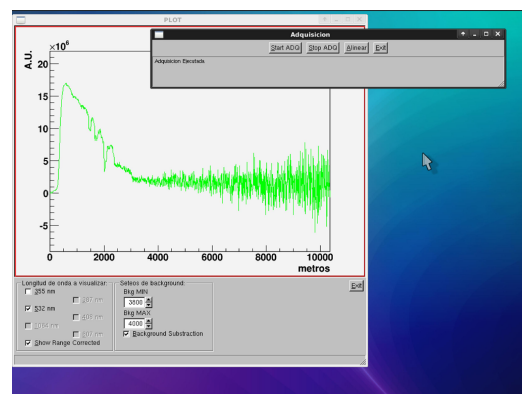 PLOT
Adquisicion
Start ADQ Stop ADQ Alinear Exit
Adquisicion Ejecutada
A.U.
×10⁶
20
15
10
5
0
-5
0 2000 4000 6000 8000 10000
metros
Longitud de onda a visualizar:
355 nm
387 nm
532 nm
408 nm
1064 nm
607 nm
Show Range Corrected
Seteos de background:
Bkg MIN
3800
Bkg MAX
4000
Background Substraction
Exit